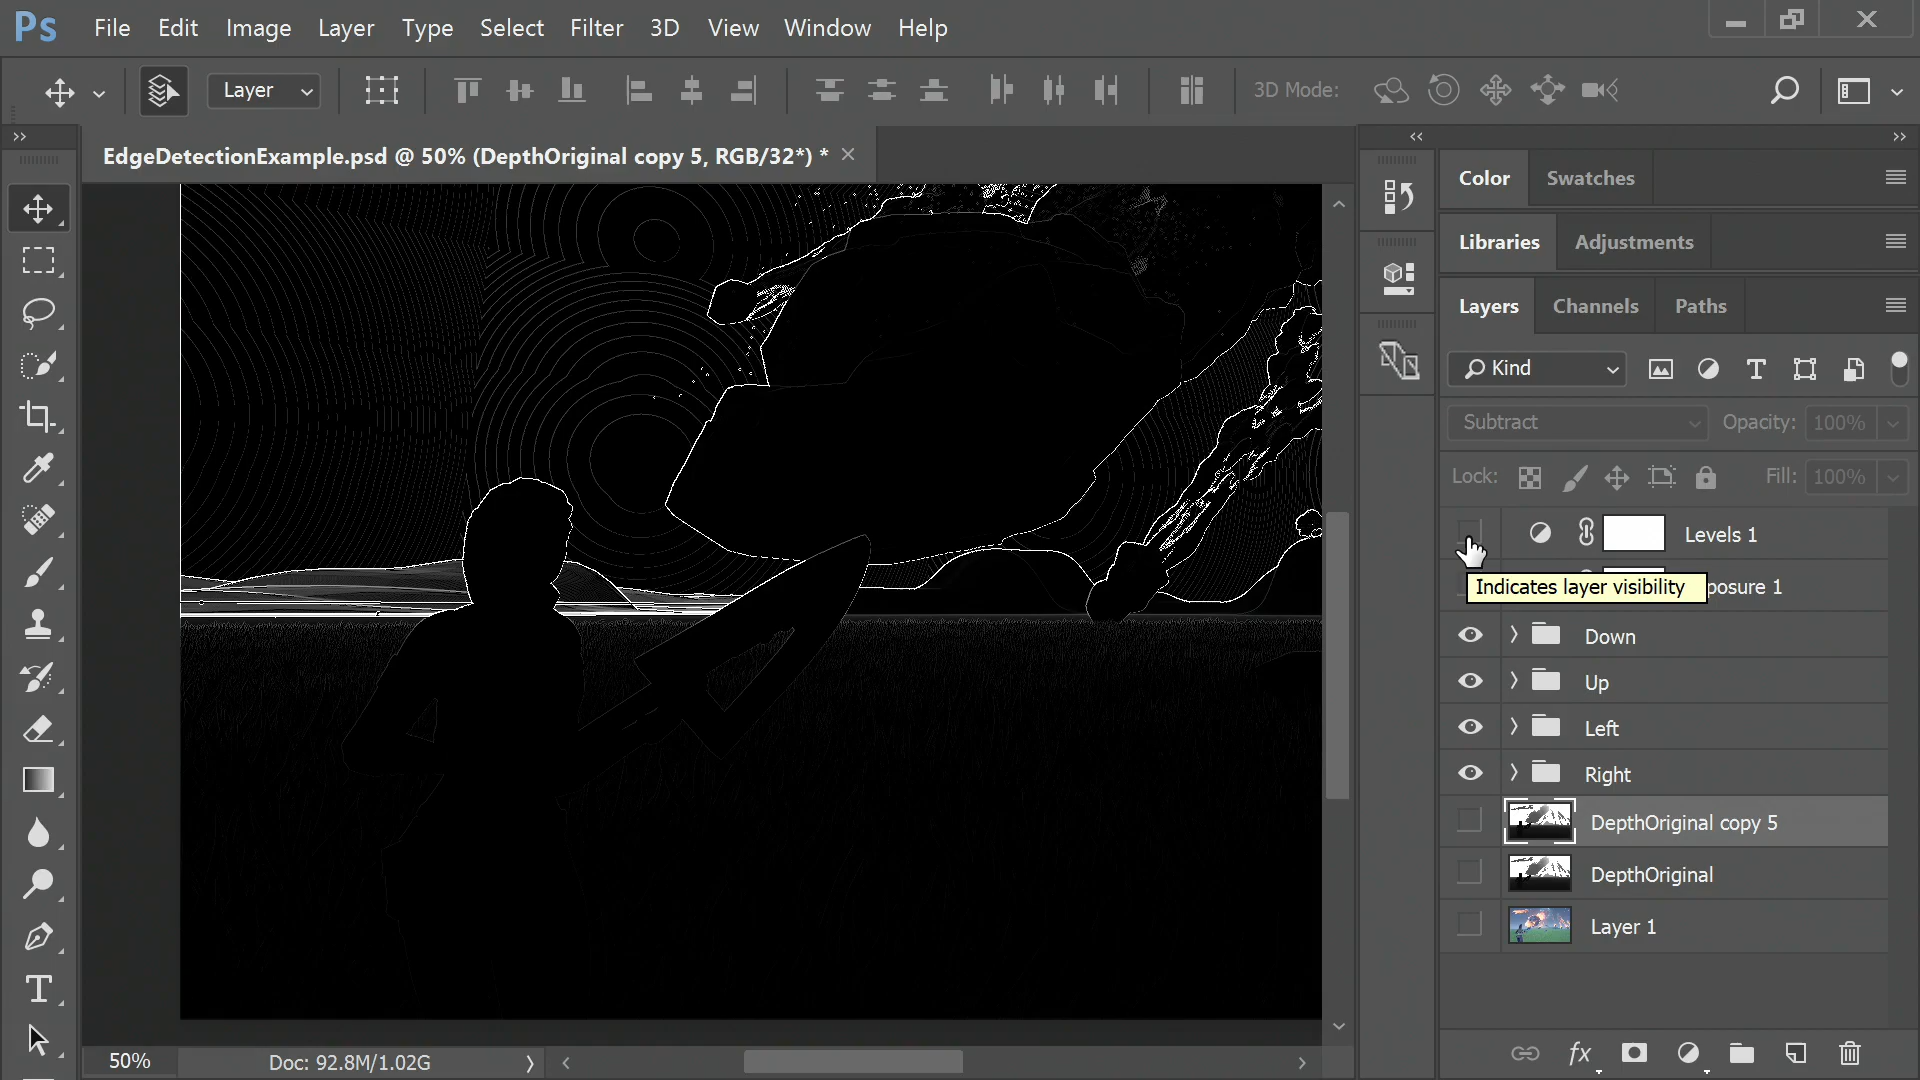 Ps File Edit Image Layer Type Select Filter 3D View Window Help
Layer 3D Mode:
EdgeDetectionExample.psd @ 50% (DepthOriginal copy 5, RGB/32*) *
Color Swatches
Libraries Adjustments
Layers Channels Paths
Kind
Subtract Opacity: 100%
Lock: Fill: 100%
Levels 1
Indicates layer visibility posure 1
Down
Up
Left
Right
DepthOriginal copy 5
DepthOriginal
Layer 1
50% Doc: 92.8M/1.02G
fx